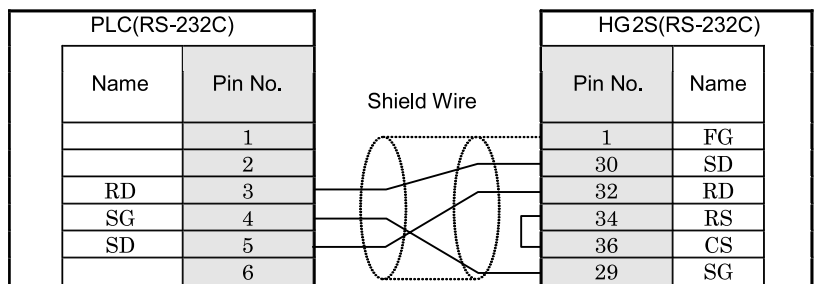 PLC(RS-232C) HG2S(RS-232C)
Name Pin No. Shield Wire Pin No. Name
1 1 FG
2 30 SD
RD 3 32 RD
SG 4 34 RS
SD 5 36 CS
6 29 SG